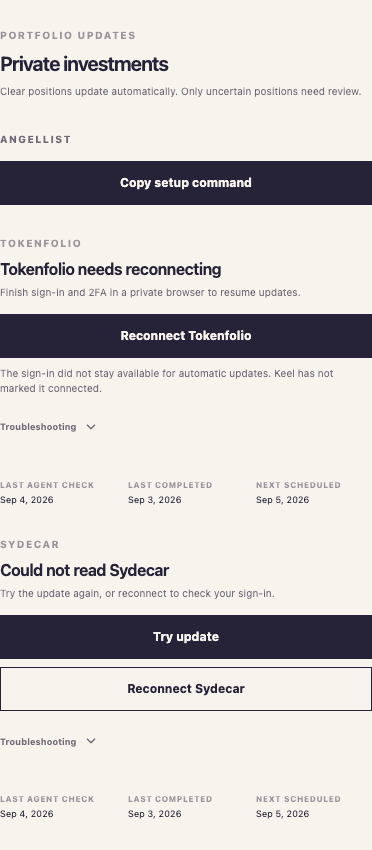 PORTFOLIO UPDATES
Private investments
Clear positions update automatically. Only uncertain positions need review.
ANGELLIST
Copy setup command
TOKENFOLIO
Tokenfolio needs reconnecting
Finish sign-in and 2FA in a private browser to resume updates.
Reconnect Tokenfolio
The sign-in did not stay available for automatic updates. Keel has not
marked it connected.
Troubleshooting
LAST AGENT CHECK LAST COMPLETED NEXT SCHEDULED
Sep 4, 2026 Sep 3, 2026 Sep 5, 2026
SYDECAR
Could not read Sydecar
Try the update again, or reconnect to check your sign-in.
Try update
Reconnect Sydecar
Troubleshooting
LAST AGENT CHECK LAST COMPLETED NEXT SCHEDULED
Sep 4, 2026 Sep 3, 2026 Sep 5, 2026